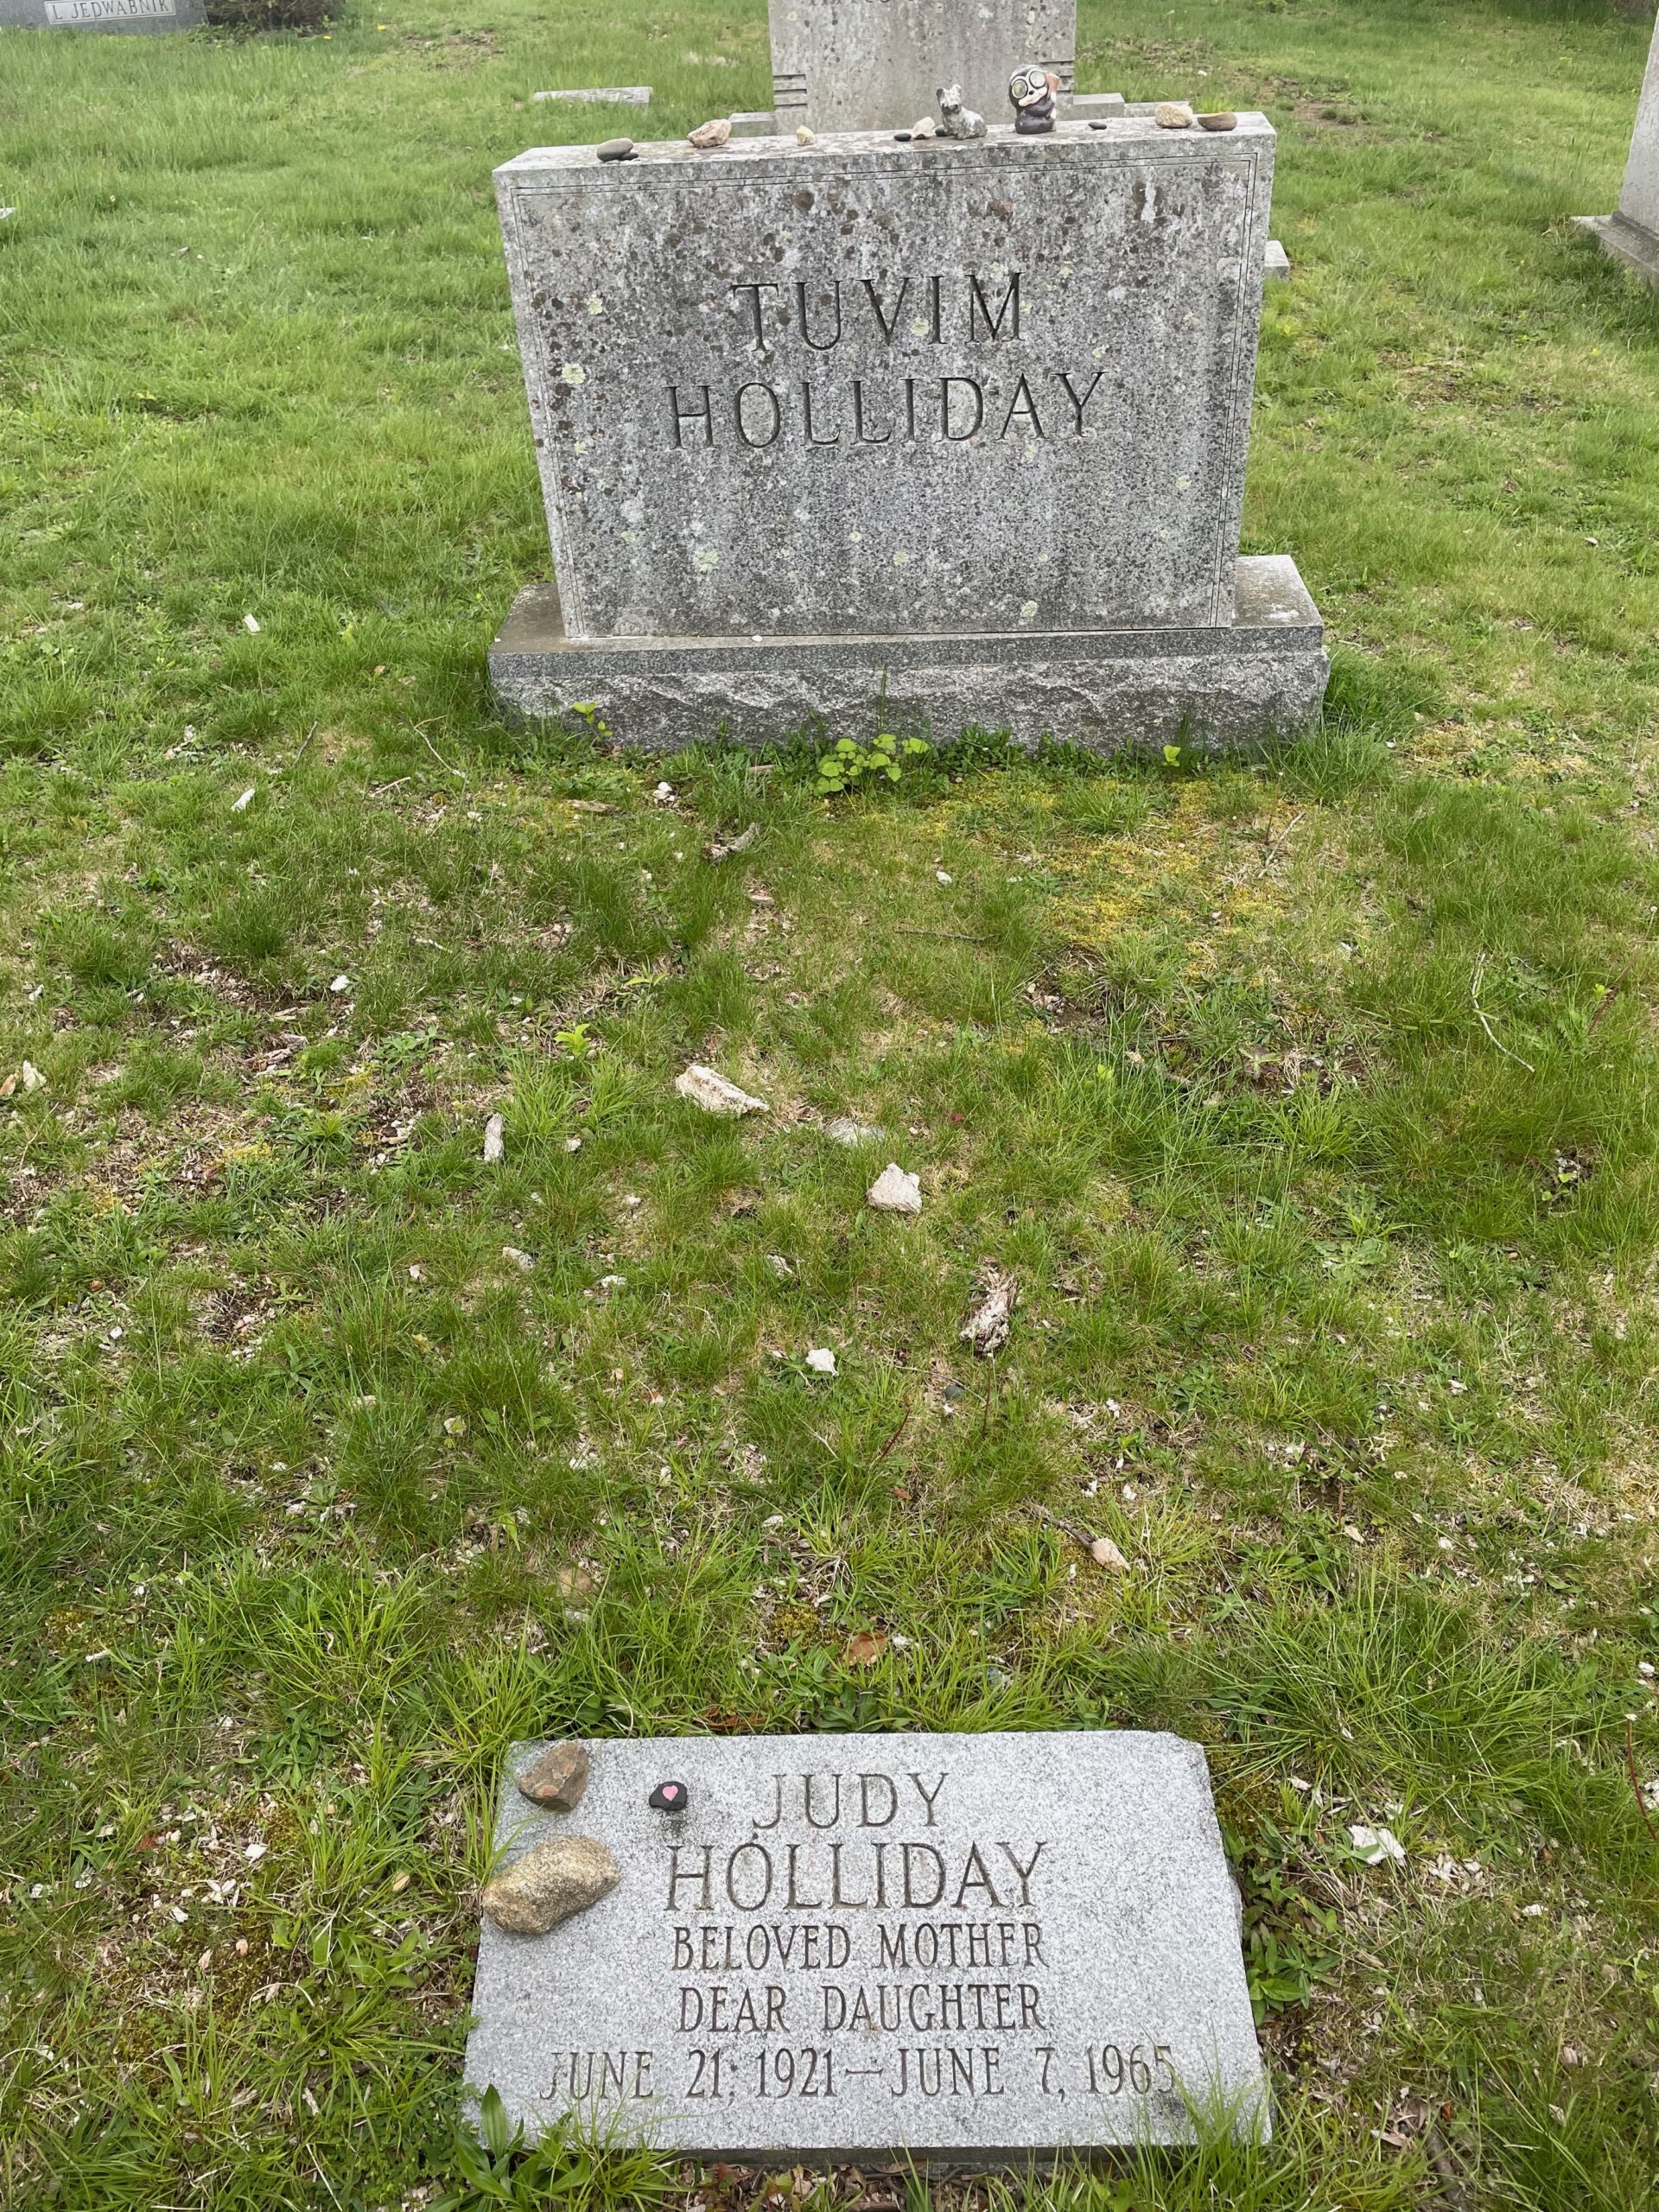 L JEDWABNIK
TUVIM
HOLLIDAY
JUDY
HOLLIDAY
BELOVED MOTHER
DEAR DAUGHTER
JUNE 21, 1921 — JUNE 7, 1965